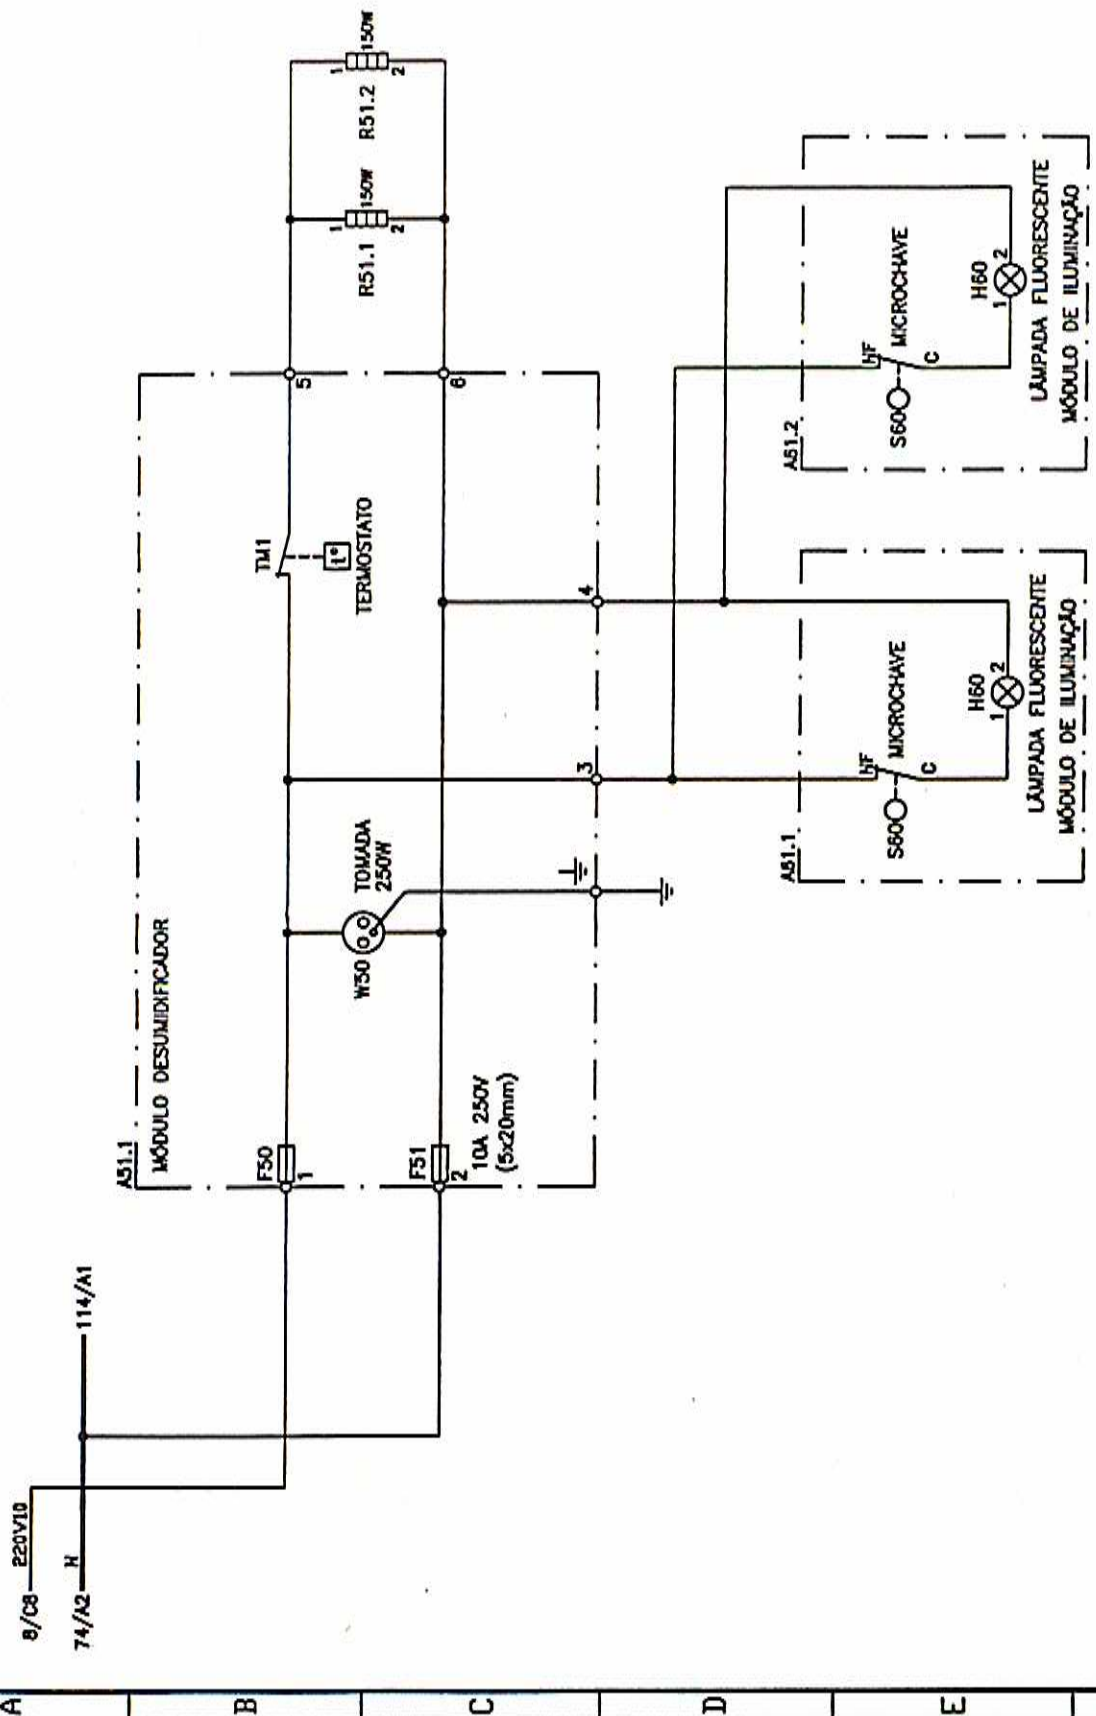 A
B
C
D
E
8/C8 220V10
74/A2 N
114/A1
A51.1
MÓDULO DESUMIDIFICADOR
F50
1
F51
2
10A 250V
(5x20mm)
W50
TOMADA
250W
TM1
TERMOSTATO
t°
3
4
5
6
R51.1
150W
1
2
R51.2
150W
1
2
A61.1
S60
MICROCHAVE
NF
C
H60
1
2
LÂMPADA FLUORESCENTE
MÓDULO DE ILUMINAÇÃO
A61.2
S60
MICROCHAVE
NF
C
H60
1
2
LÂMPADA FLUORESCENTE
MÓDULO DE ILUMINAÇÃO